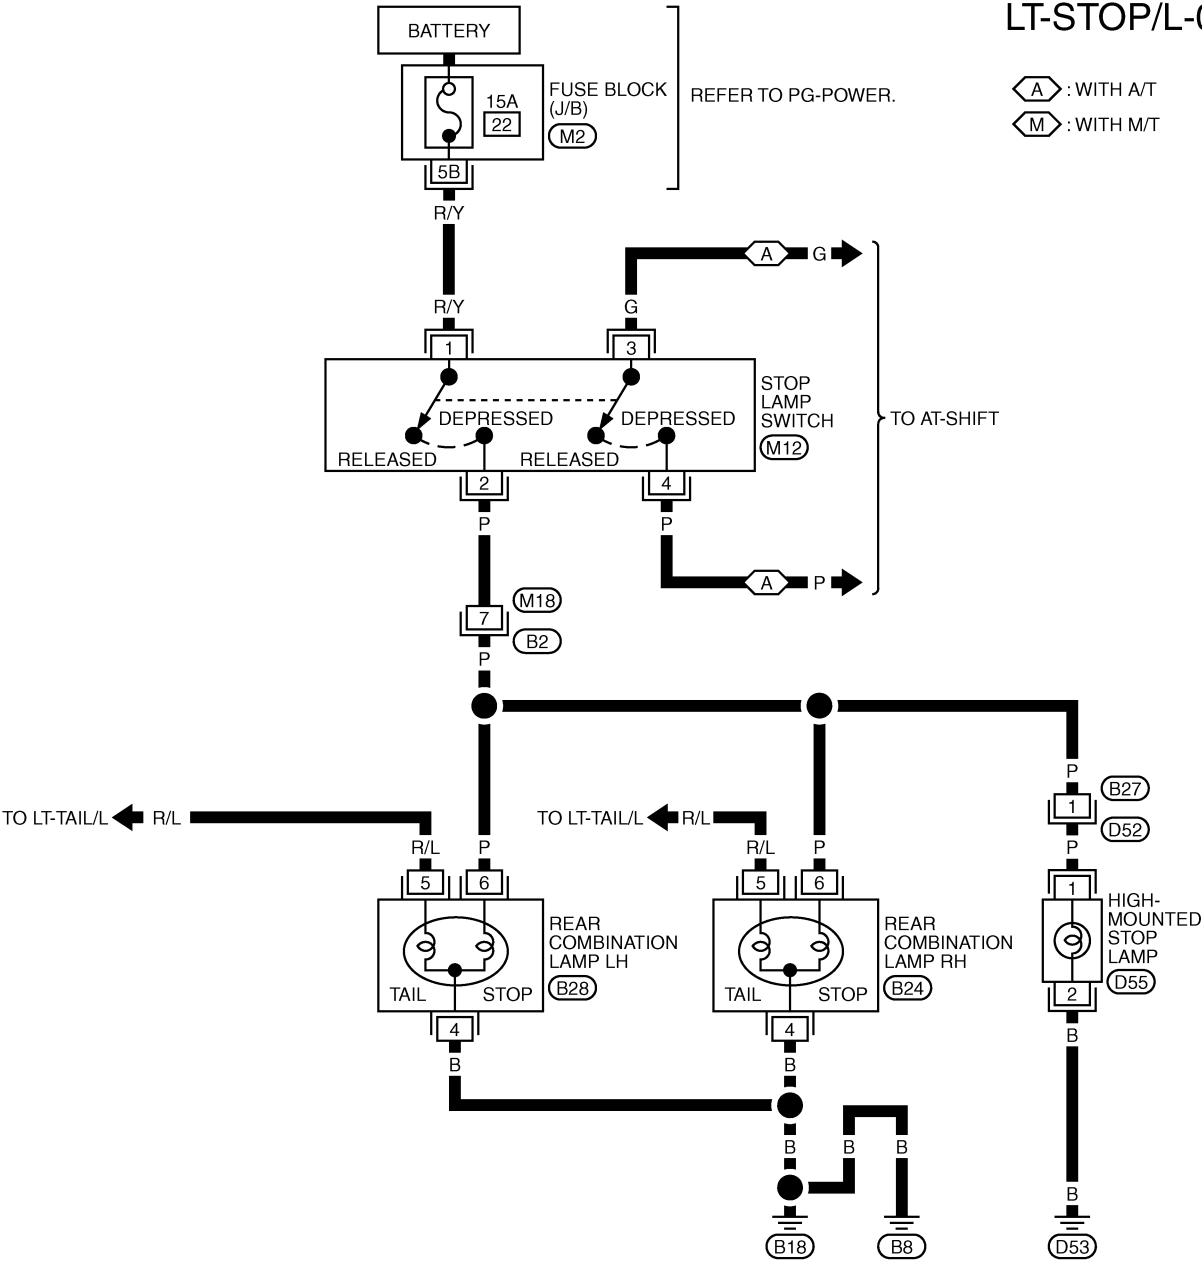 LT-STOP/L-0
BATTERY
15A
22
FUSE BLOCK
(J/B)
M2
REFER TO PG-POWER.
A : WITH A/T
M : WITH M/T
5B
R/Y
R/Y
A
G
G
1
3
DEPRESSED
RELEASED
DEPRESSED
RELEASED
STOP
LAMP
SWITCH
M12
TO AT-SHIFT
2
4
P
P
A
P
7
M18
B2
P
P
B27
1
D52
P
TO LT-TAIL/L
R/L
TO LT-TAIL/L
R/L
R/L
P
R/L
P
5
6
5
6
1
TAIL
STOP
REAR
COMBINATION
LAMP LH
B28
TAIL
STOP
REAR
COMBINATION
LAMP RH
B24
HIGH-
MOUNTED
STOP
LAMP
D55
4
4
2
B
B
B
B
B
B
B
B18
B8
D53